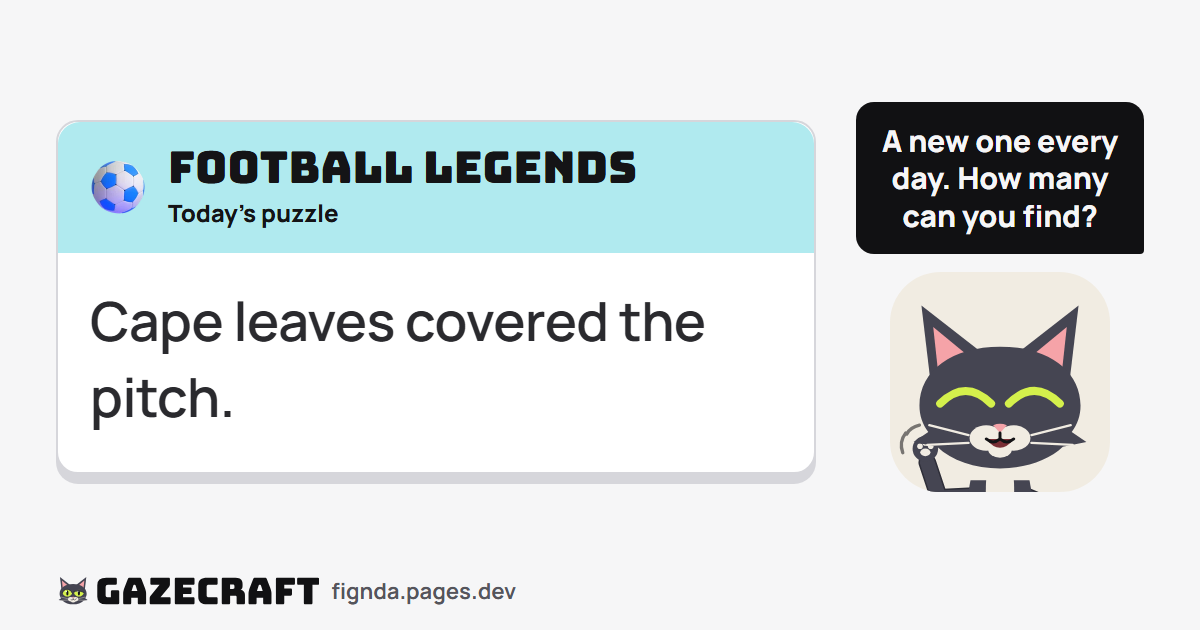 FOOTBALL LEGENDS
Today's puzzle
Cape leaves covered the
pitch.
A new one every
day. How many
can you find?
GAZECRAFT fignda.pages.dev